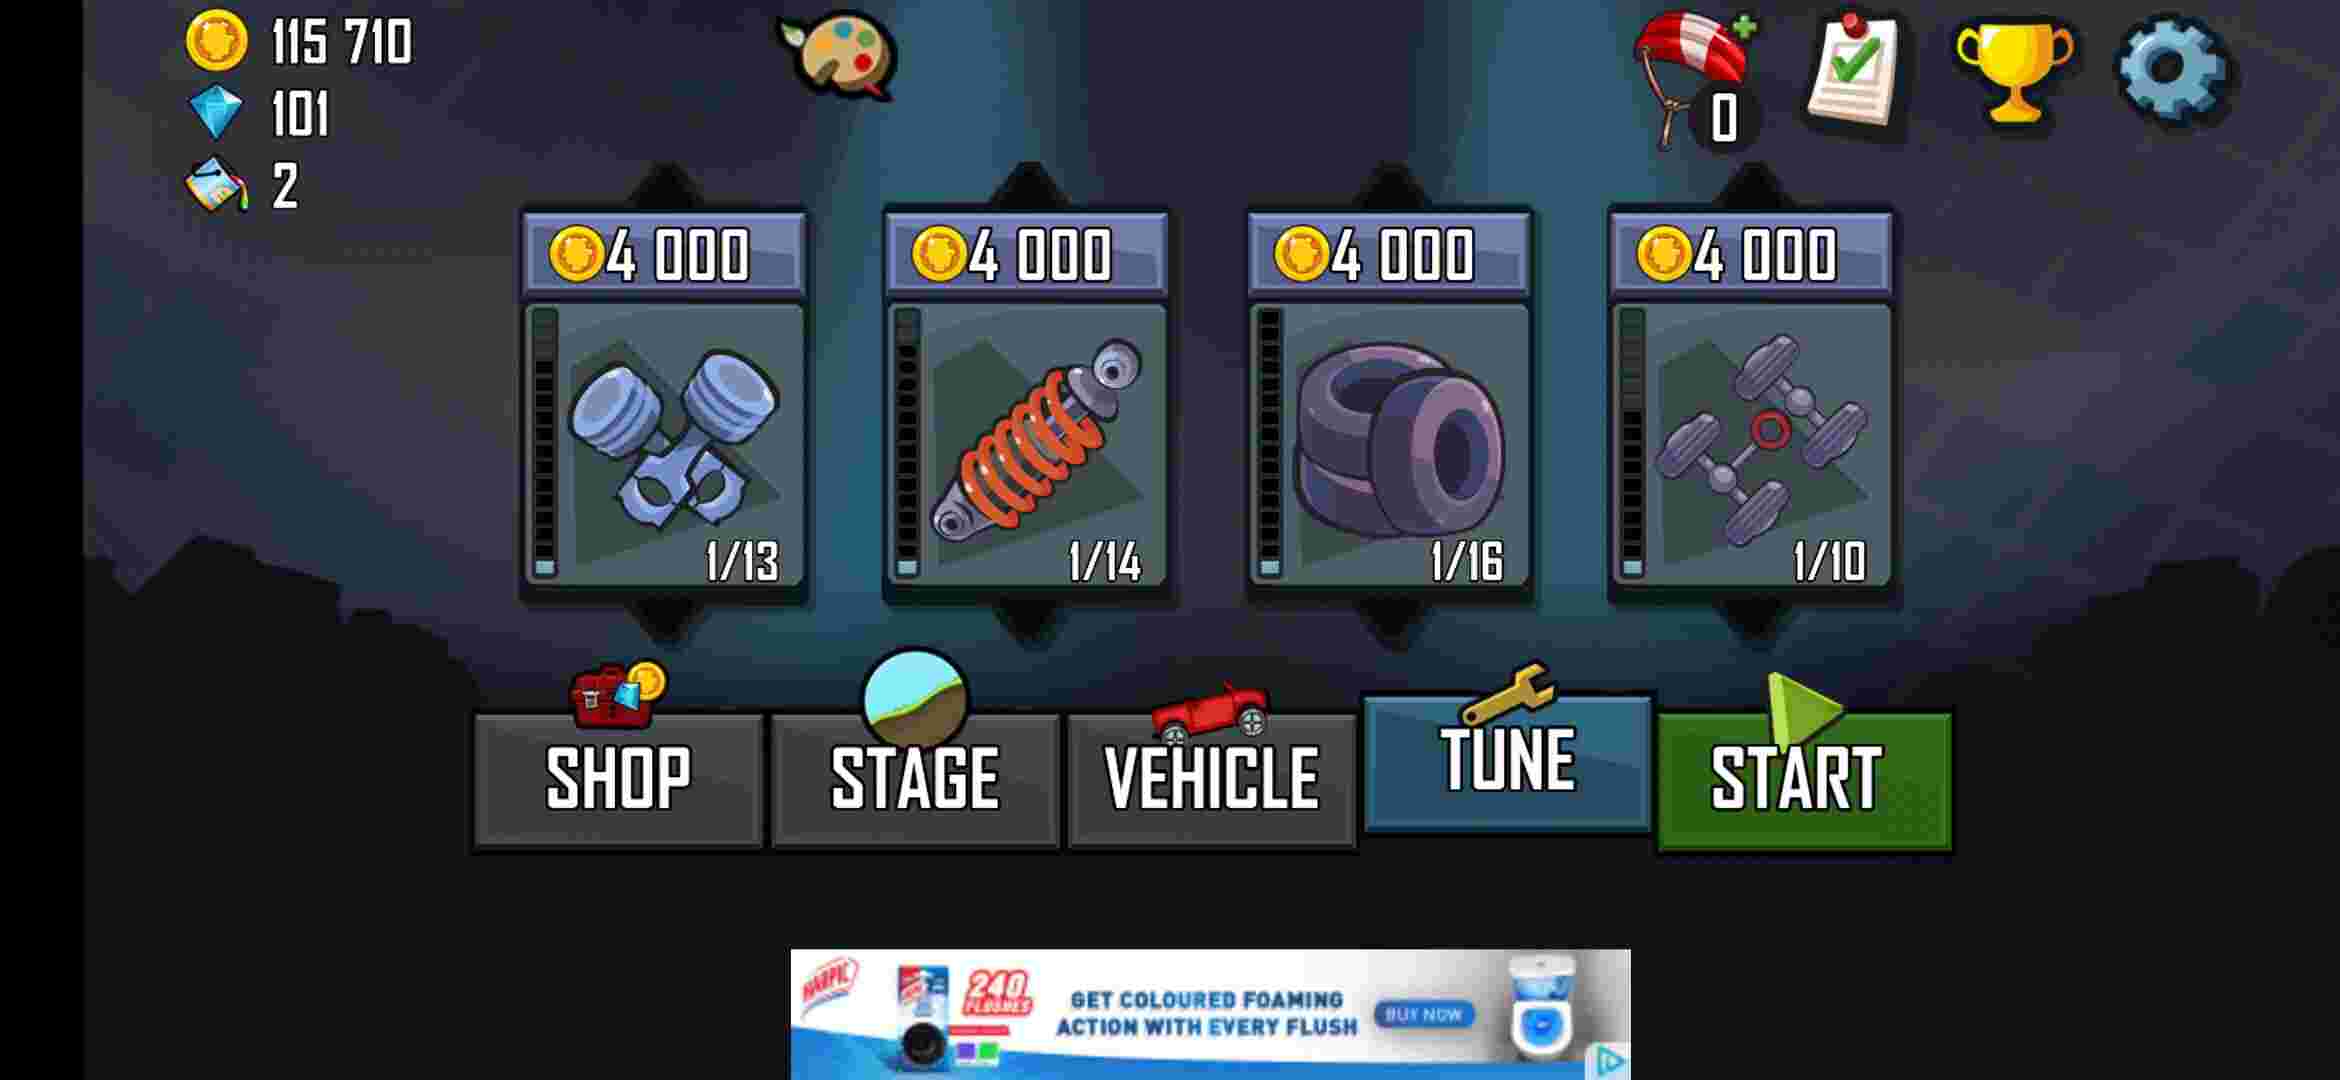 115 710
101
2
0
4 000
4 000
4 000
4 000
1/13
1/14
1/16
1/10
SHOP
STAGE
VEHICLE
TUNE
START
HARPIC
240
FLUSHES
GET COLOURED FOAMING
ACTION WITH EVERY FLUSH
BUY NOW